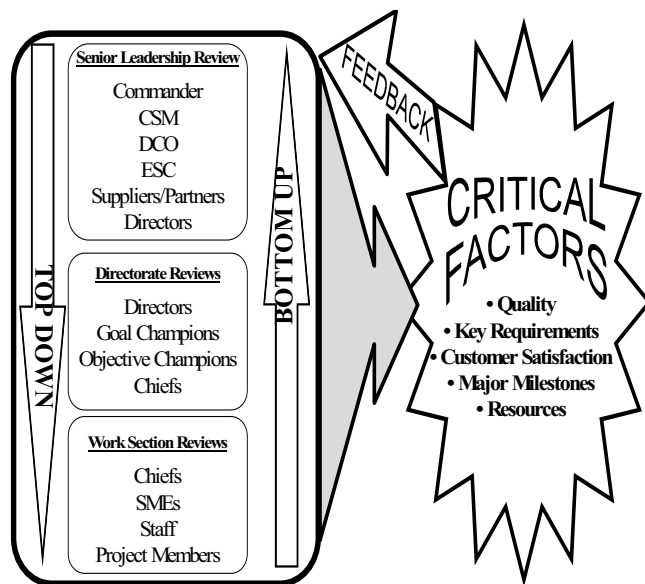 Senior Leadership Review
Commander
CSM
DCO
ESC
Suppliers/Partners
Directors
Directorate Reviews
Directors
Goal Champions
Objective Champions
Chiefs
Work Section Reviews
Chiefs
SMEs
Staff
Project Members
TOP DOWN
BOTTOM UP
FEEDBACK
CRITICAL
FACTORS
• Quality
• Key Requirements
• Customer Satisfaction
• Major Milestones
• Resources